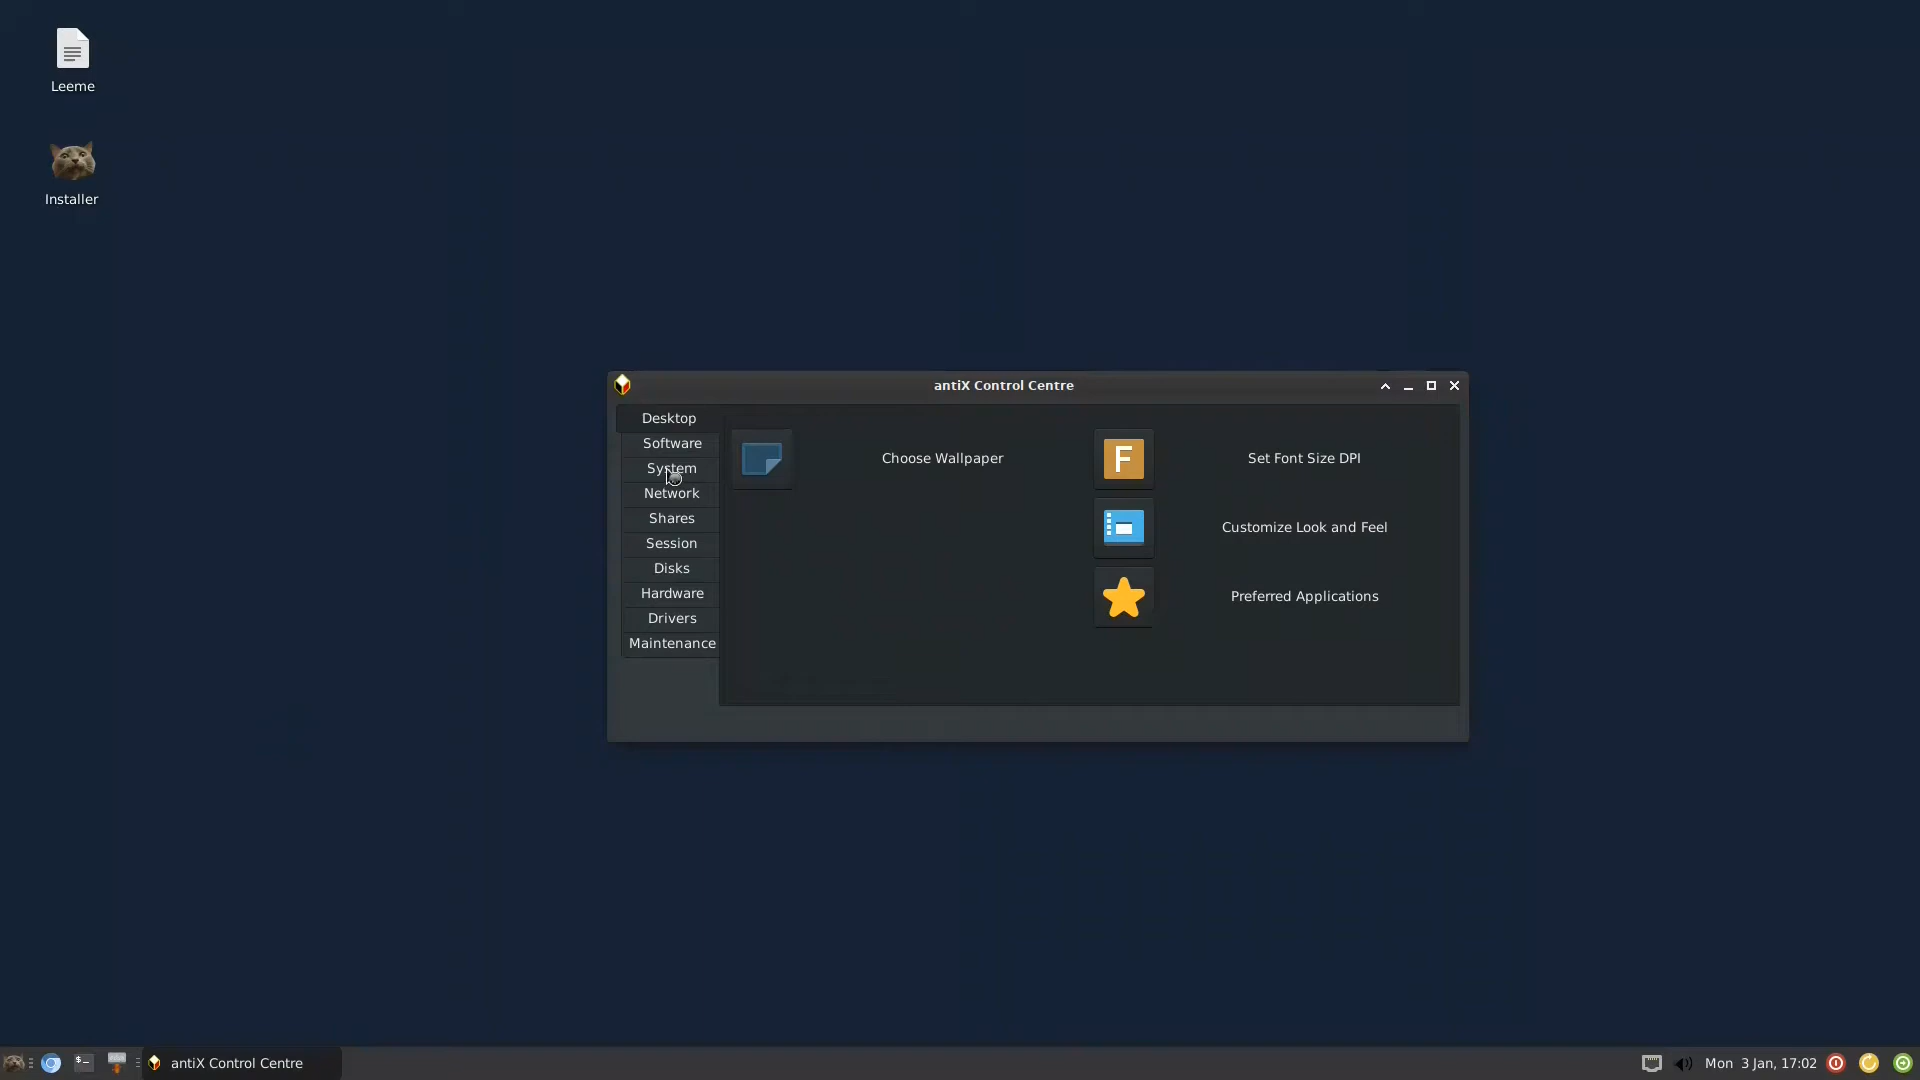 Leeme
Installer
antiX Control Centre
Desktop
Software
System
Network
Shares
Session
Disks
Hardware
Drivers
Maintenance
Choose Wallpaper
F
Set Font Size DPI
Customize Look and Feel
Preferred Applications
$-
antiX Control Centre
Mon 3 Jan, 17:02